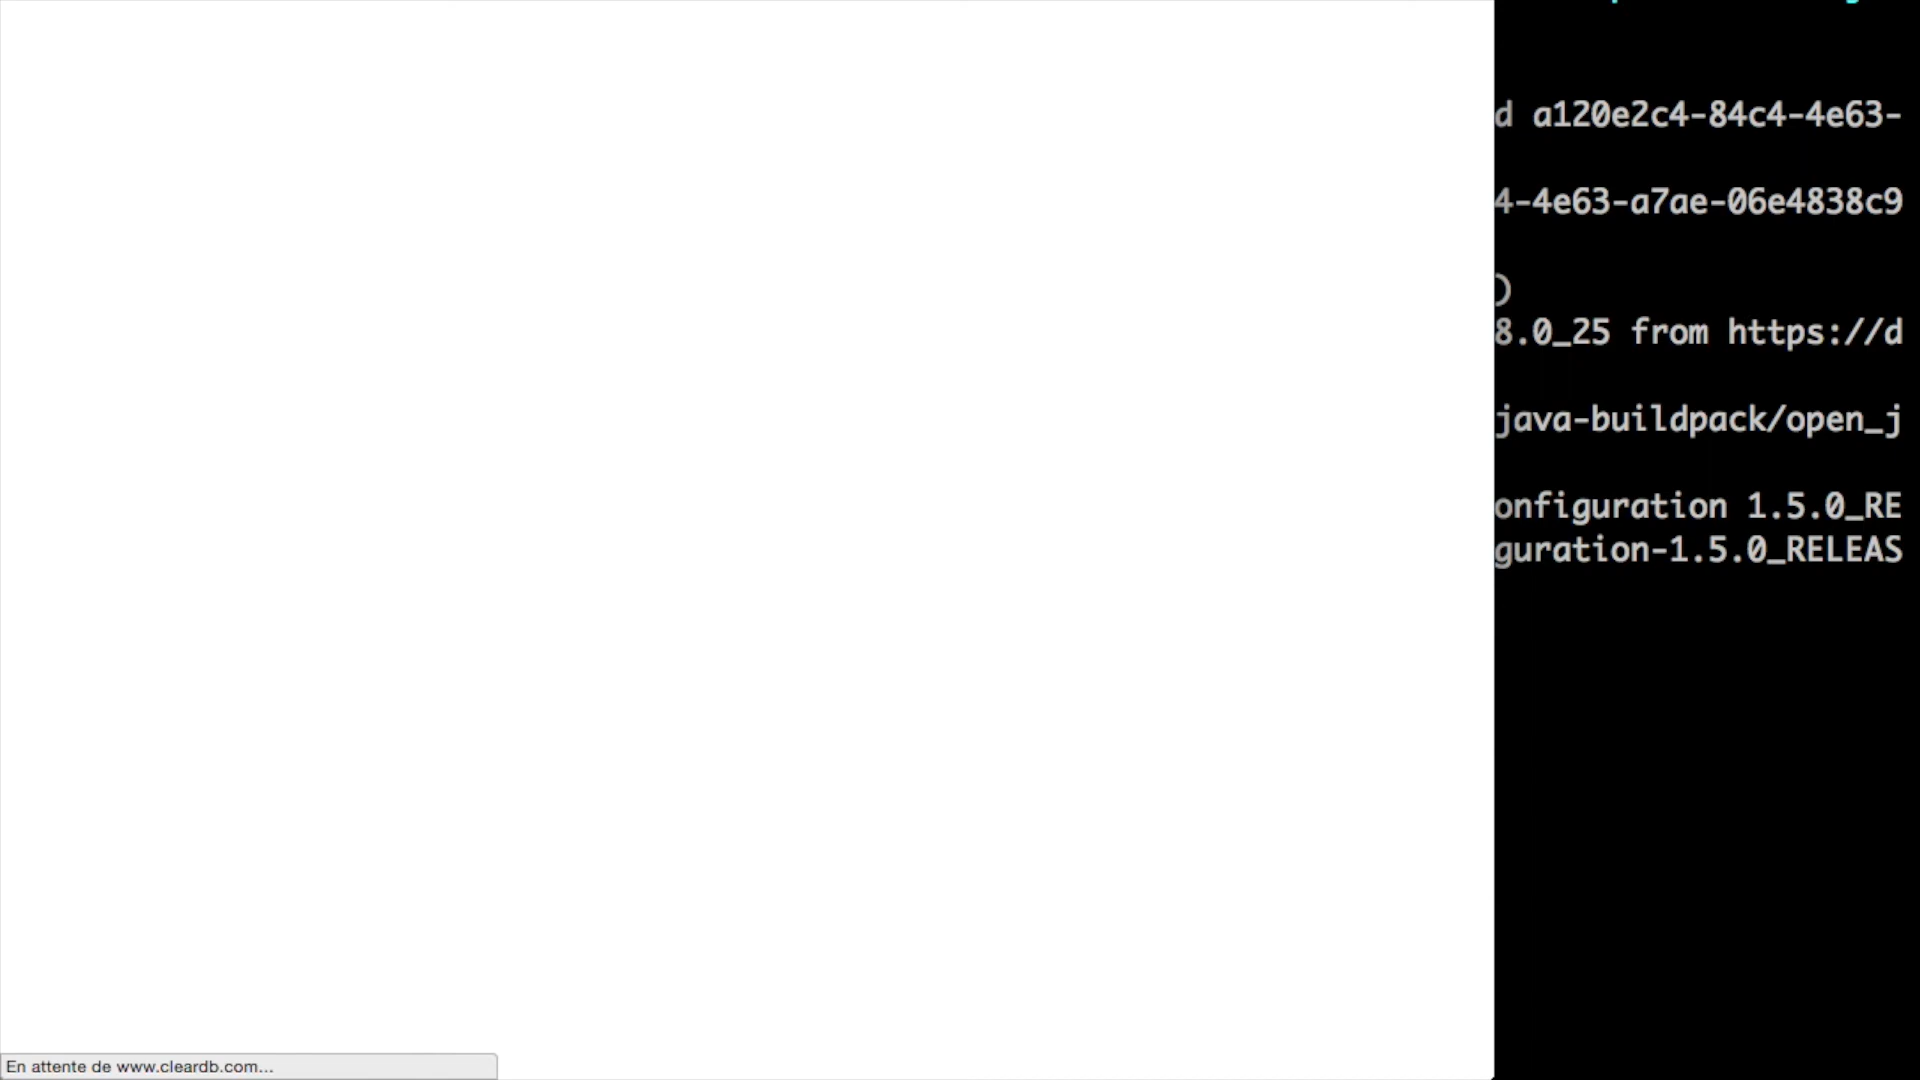 d a120e2c4-84c4-4e63-
4-4e63-a7ae-06e4838c9
)
8.0_25 from https://d
java-buildpack/open_j
onfiguration 1.5.0_RE
guration-1.5.0_RELEAS
En attente de www.cleardb.com...